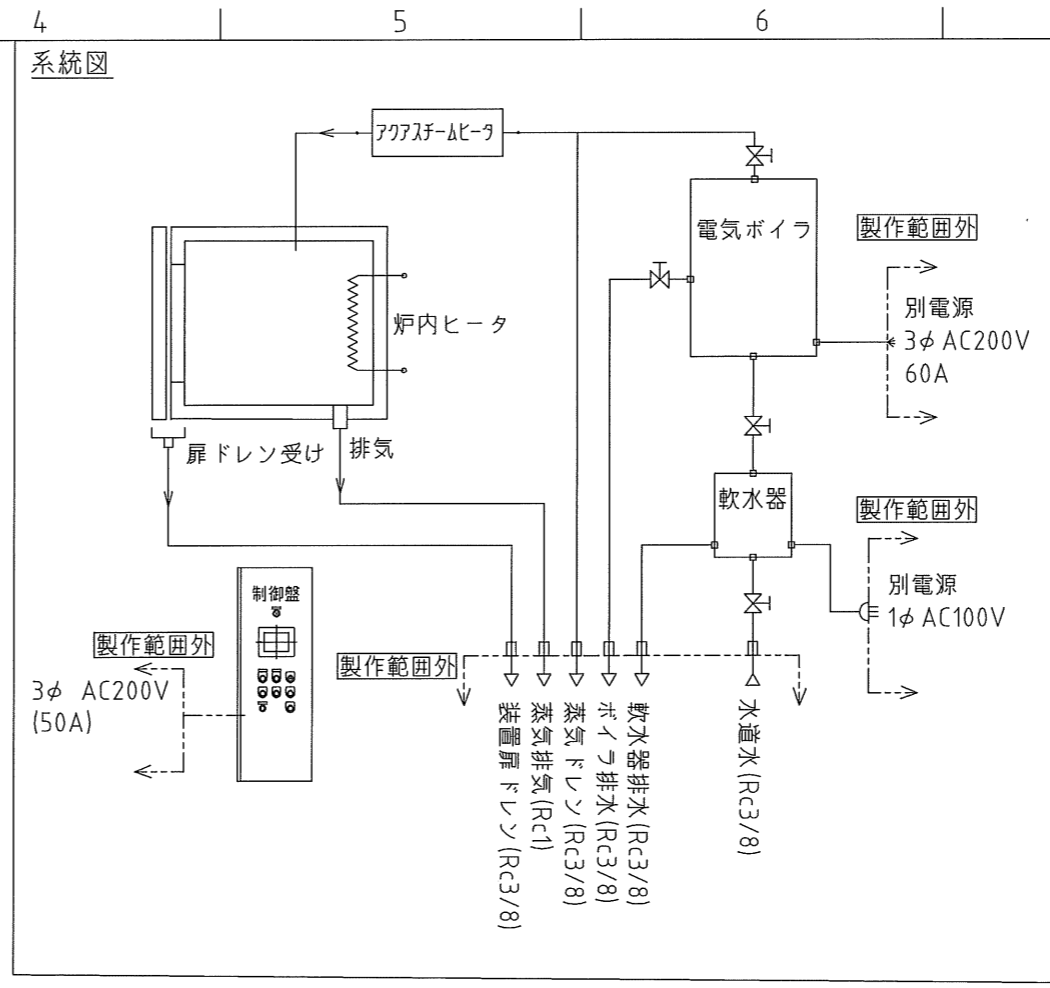 4
5
6
系統図
アクアスチームヒータ
電気ボイラ
製作範囲外
別電源
3φ AC200V
60A
炉内ヒータ
扉ドレン受け
排気
軟水器
製作範囲外
別電源
1φ AC100V
制御盤
製作範囲外
3φ AC200V
(50A)
製作範囲外
装置扉ドレン(Rc3/8)
蒸気排気(Rc1)
蒸気ドレン(Rc3/8)
ボイラ排水(Rc3/8)
軟水器排水(Rc3/8)
水道水(Rc3/8)